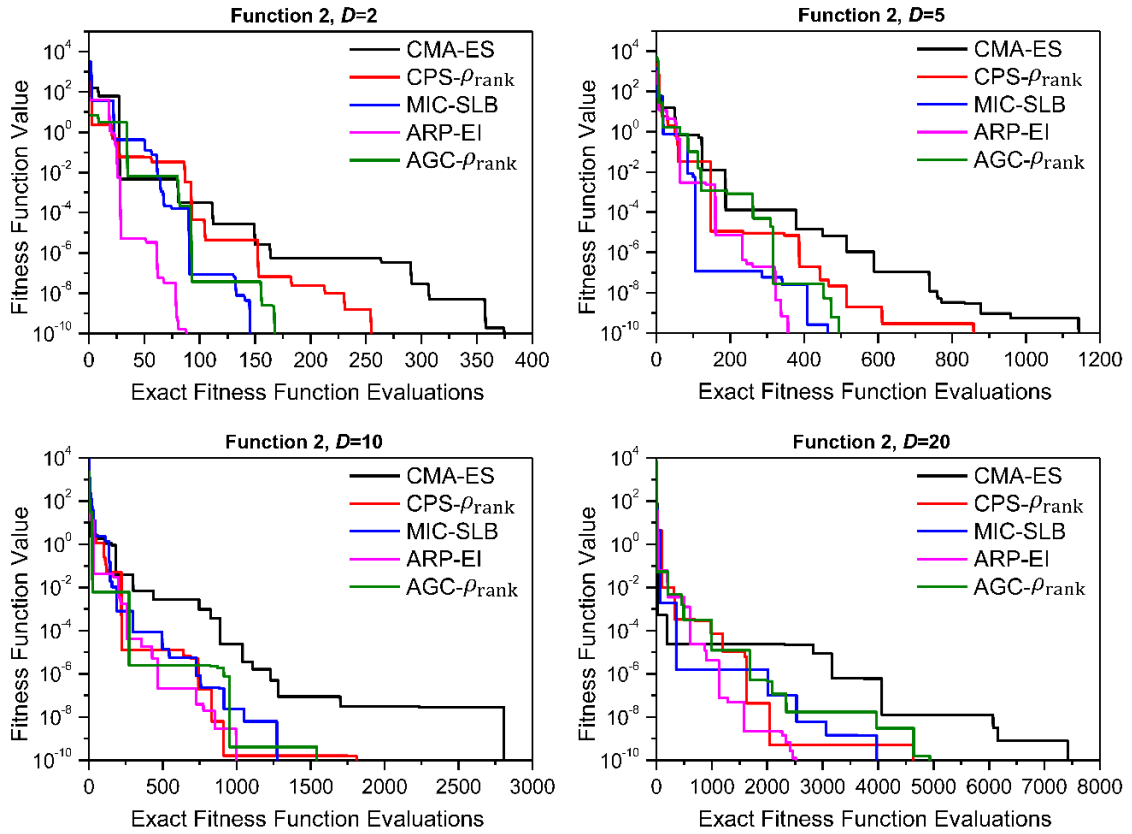 Function 2, D=2
Fitness Function Value
10^4
10^2
10^0
10^-2
10^-4
10^-6
10^-8
10^-10
0
50
100
150
200
250
300
350
400
Exact Fitness Function Evaluations
CMA-ES
CPS-ρrank
MIC-SLB
ARP-EI
AGC-ρrank
Function 2, D=5
Fitness Function Value
10^4
10^2
10^0
10^-2
10^-4
10^-6
10^-8
10^-10
0
200
400
600
800
1000
1200
Exact Fitness Function Evaluations
CMA-ES
CPS-ρrank
MIC-SLB
ARP-EI
AGC-ρrank
Function 2, D=10
Fitness Function Value
10^4
10^2
10^0
10^-2
10^-4
10^-6
10^-8
10^-10
0
500
1000
1500
2000
2500
3000
Exact Fitness Function Evaluations
CMA-ES
CPS-ρrank
MIC-SLB
ARP-EI
AGC-ρrank
Function 2, D=20
Fitness Function Value
10^4
10^2
10^0
10^-2
10^-4
10^-6
10^-8
10^-10
0
1000
2000
3000
4000
5000
6000
7000
8000
Exact Fitness Function Evaluations
CMA-ES
CPS-ρrank
MIC-SLB
ARP-EI
AGC-ρrank